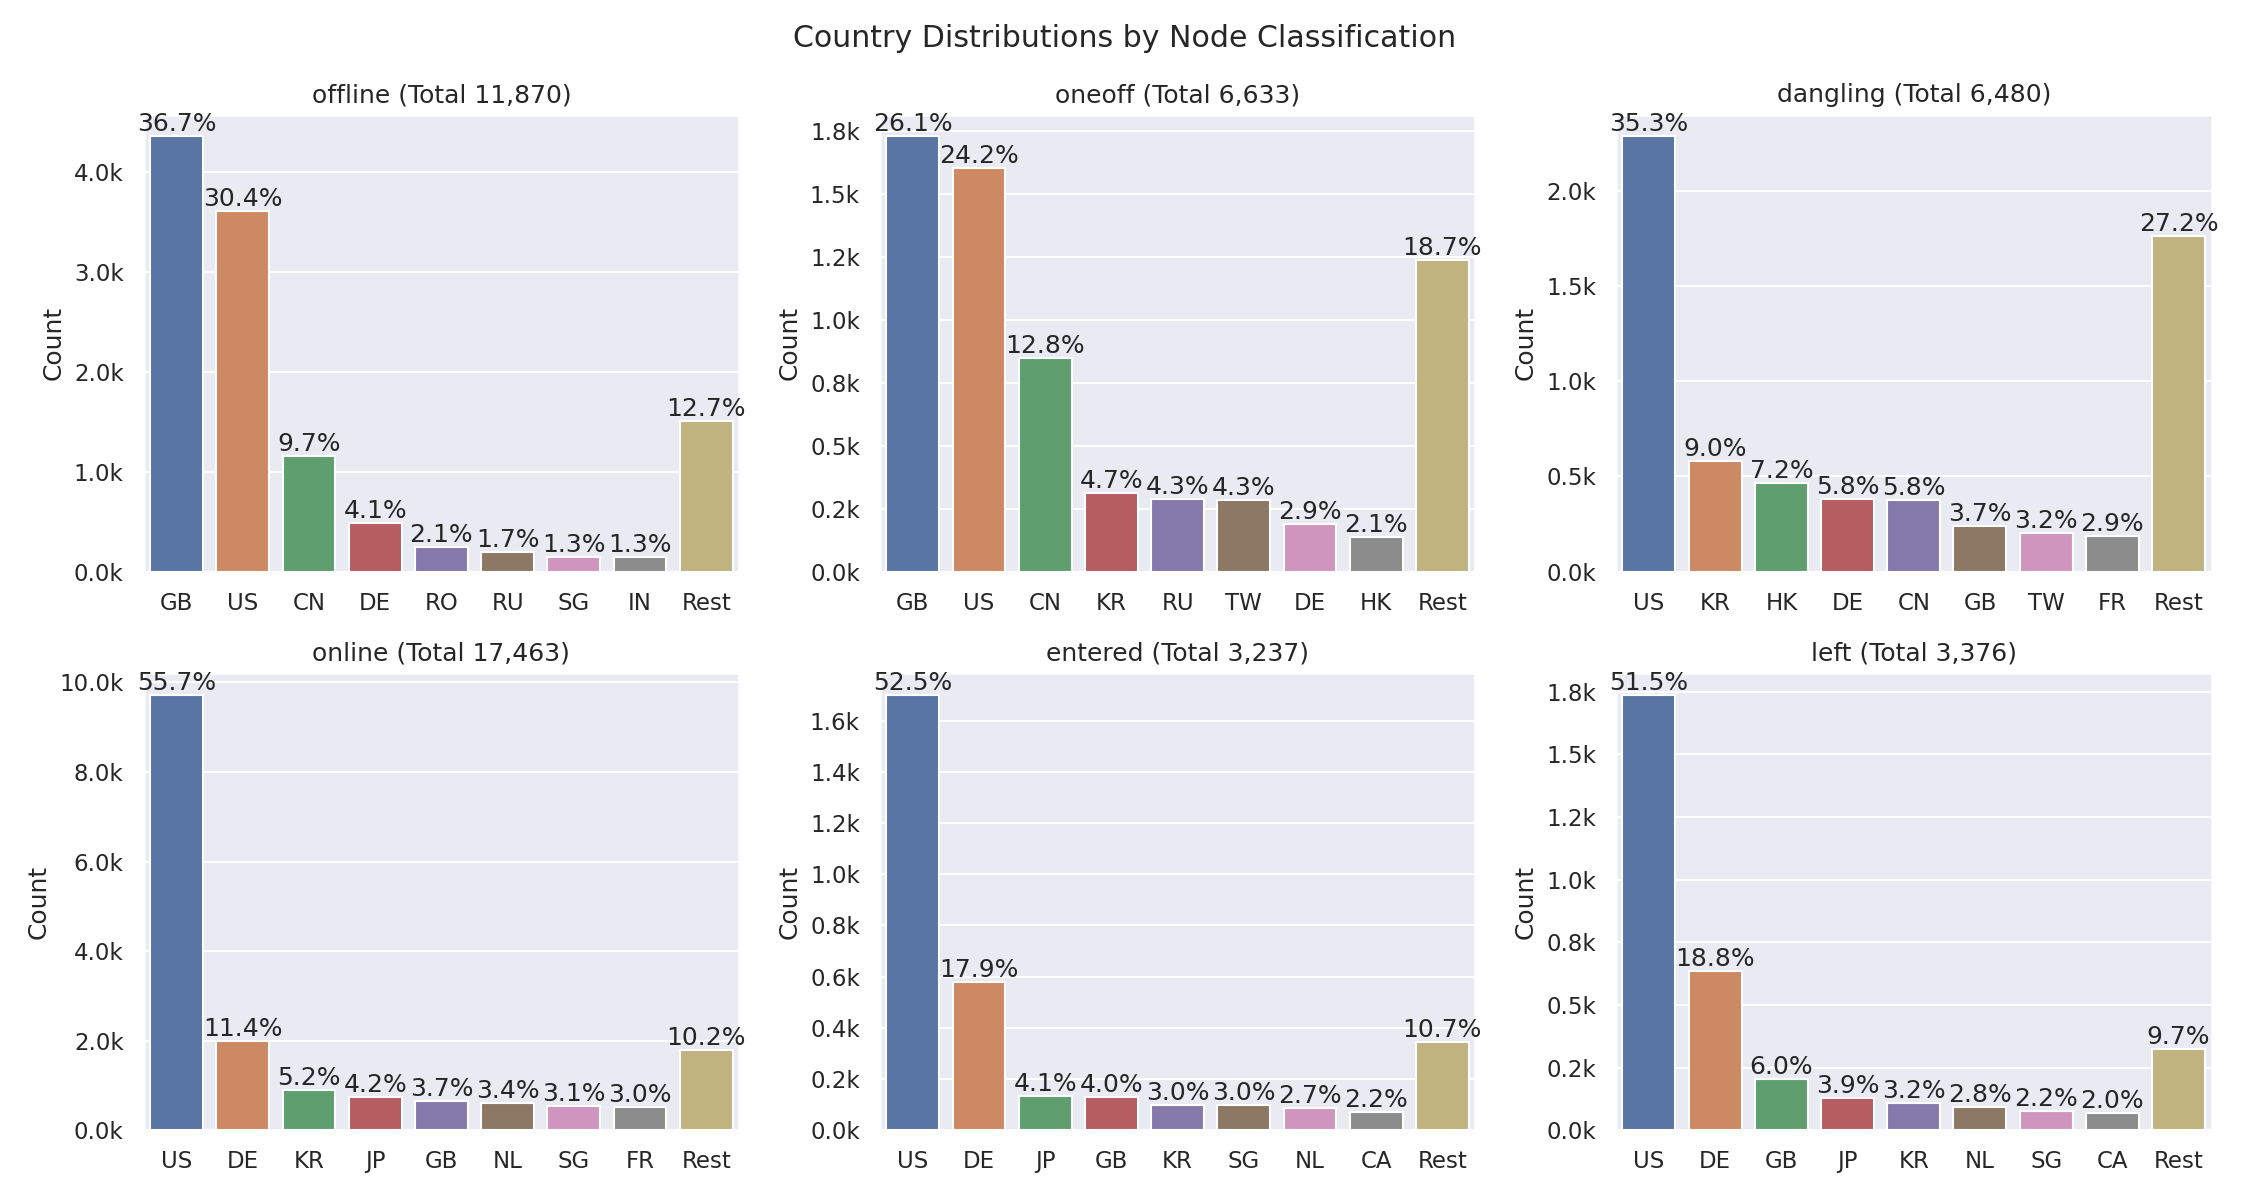 Country Distributions by Node Classification
offline (Total 11,870)
Count
4.0k
3.0k
2.0k
1.0k
0.0k
36.7%
30.4%
9.7%
4.1%
2.1%
1.7%
1.3%
1.3%
12.7%
GB US CN DE RO RU SG IN Rest
oneoff (Total 6,633)
Count
1.8k
1.5k
1.2k
1.0k
0.8k
0.5k
0.2k
0.0k
26.1%
24.2%
12.8%
4.7%
4.3%
4.3%
2.9%
2.1%
18.7%
GB US CN KR RU TW DE HK Rest
dangling (Total 6,480)
Count
2.0k
1.5k
1.0k
0.5k
0.0k
35.3%
9.0%
7.2%
5.8%
5.8%
3.7%
3.2%
2.9%
27.2%
US KR HK DE CN GB TW FR Rest
online (Total 17,463)
Count
10.0k
8.0k
6.0k
4.0k
2.0k
0.0k
55.7%
11.4%
5.2%
4.2%
3.7%
3.4%
3.1%
3.0%
10.2%
US DE KR JP GB NL SG FR Rest
entered (Total 3,237)
Count
1.6k
1.4k
1.2k
1.0k
0.8k
0.6k
0.4k
0.2k
0.0k
52.5%
17.9%
4.1%
4.0%
3.0%
3.0%
2.7%
2.2%
10.7%
US DE JP GB KR SG NL CA Rest
left (Total 3,376)
Count
1.8k
1.5k
1.2k
1.0k
0.8k
0.5k
0.2k
0.0k
51.5%
18.8%
6.0%
3.9%
3.2%
2.8%
2.2%
2.0%
9.7%
US DE GB JP KR NL SG CA Rest